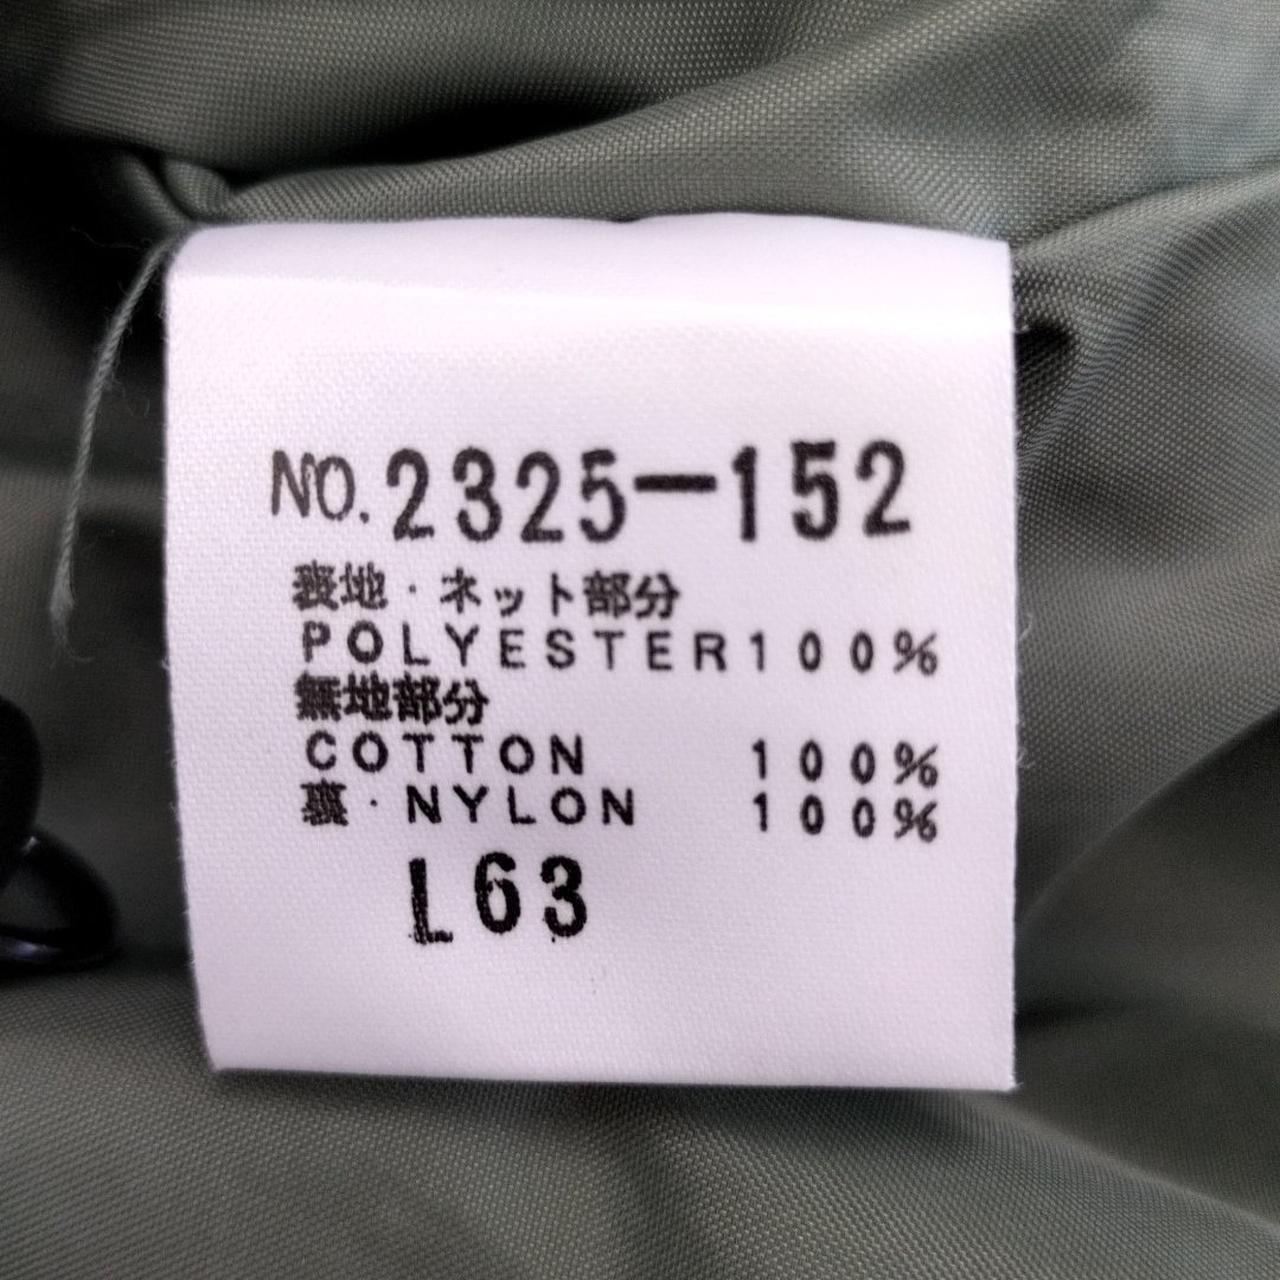 NO.2325-152
表地・ネット部分
POLYESTER100%
無地部分
COTTON 100%
裏・NYLON 100%
L63